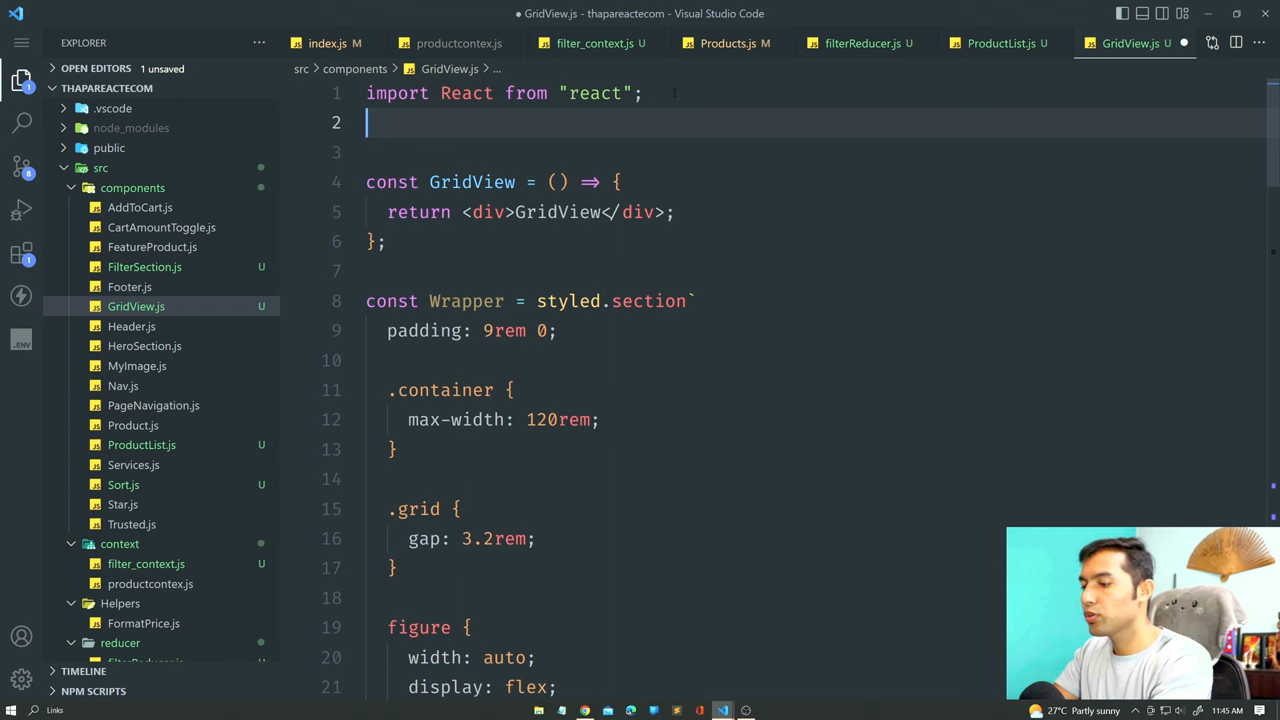 GridView.js - thapareactecom - Visual Studio Code
EXPLORER
index.js M
productcontex.js
filter_context.js U
Products.js M
filterReducer.js U
ProductList.js U
GridView.js U
OPEN EDITORS 1 unsaved
THAPAREACTECOM
.vscode
node_modules
public
src
components
AddToCart.js
CartAmountToggle.js
FeatureProduct.js
FilterSection.js U
Footer.js
GridView.js U
Header.js
HeroSection.js
MyImage.js
Nav.js
PageNavigation.js
Product.js
ProductList.js U
Services.js
Sort.js U
Star.js
Trusted.js
context
filter_context.js U
productcontex.js
Helpers
FormatPrice.js
reducer
filterReducer.js U
TIMELINE
NPM SCRIPTS
1
8
1
.ENV
src > components > GridView.js > ...
1 import React from "react";
2
3
4 const GridView = () => {
5 return <div>GridView</div>;
6 };
7
8 const Wrapper = styled.section`
9 padding: 9rem 0;
10
11 .container {
12 max-width: 120rem;
13 }
14
15 .grid {
16 gap: 3.2rem;
17 }
18
19 figure {
20 width: auto;
21 display: flex;
Links
27°C Partly sunny
11:45 AM